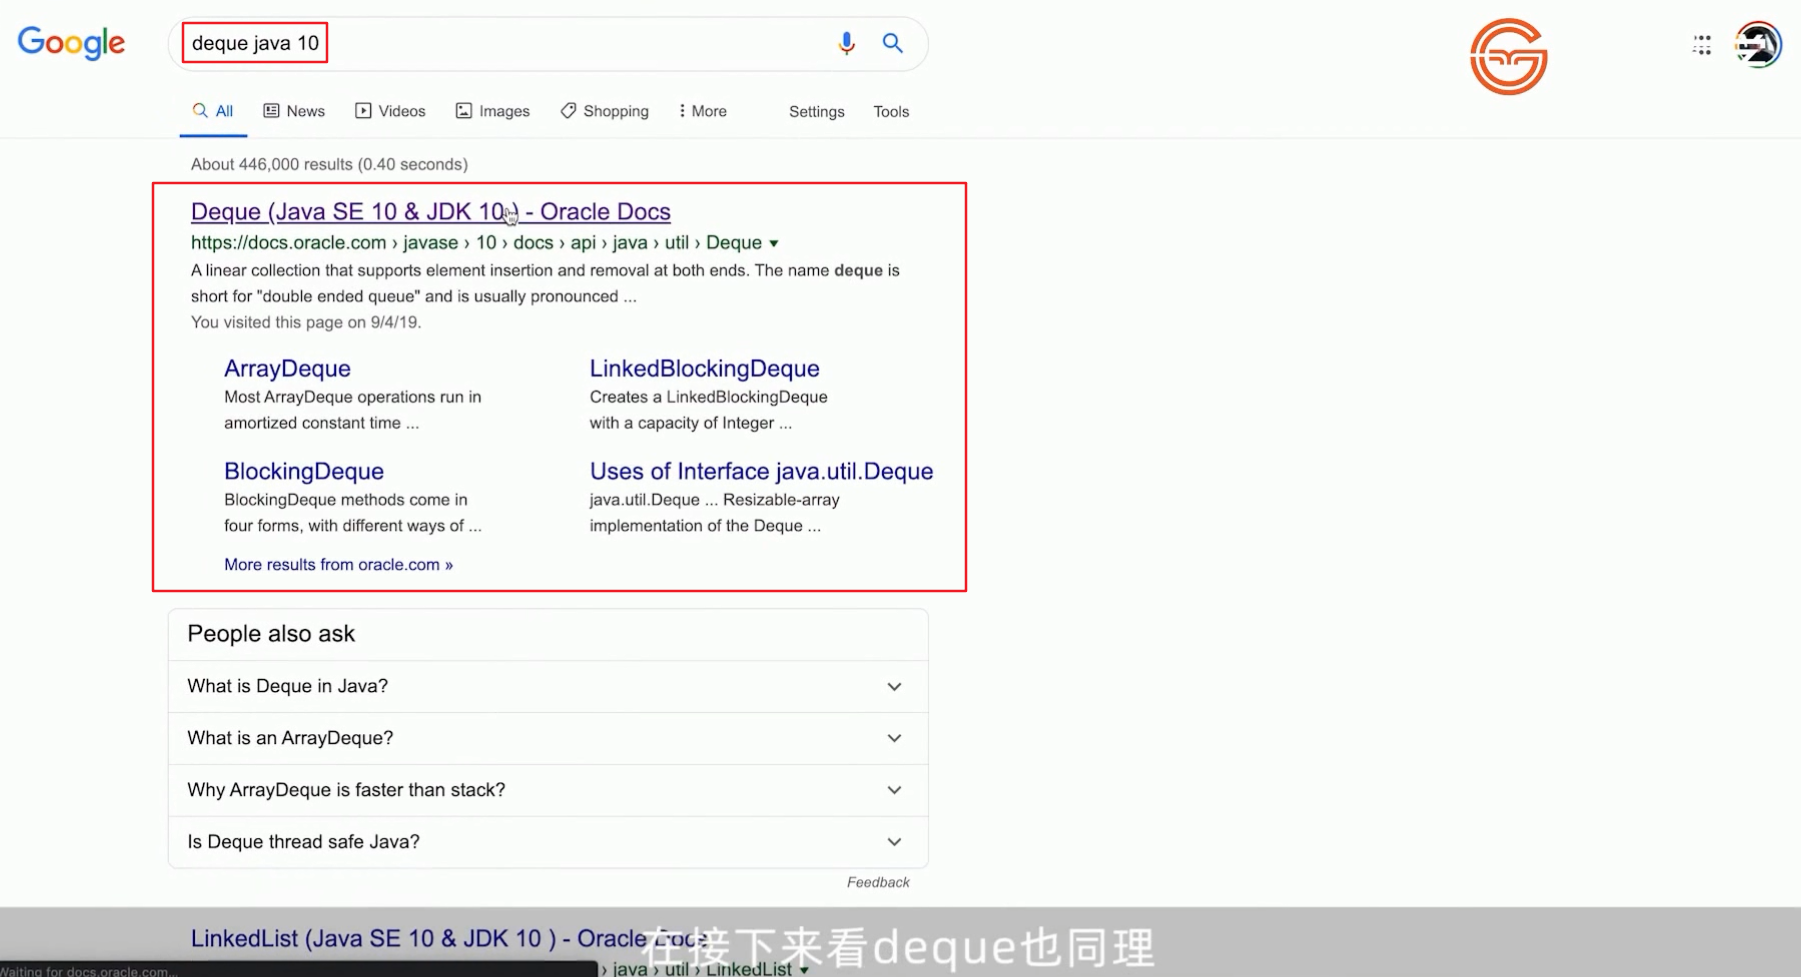 Google
deque java 10
All News Videos Images Shopping More Settings Tools
About 446,000 results (0.40 seconds)
Deque (Java SE 10 & JDK 10 ) - Oracle Docs
https://docs.oracle.com › javase › 10 › docs › api › java › util › Deque
A linear collection that supports element insertion and removal at both ends. The name deque is
short for "double ended queue" and is usually pronounced ...
You visited this page on 9/4/19.
ArrayDeque
Most ArrayDeque operations run in
amortized constant time ...
LinkedBlockingDeque
Creates a LinkedBlockingDeque
with a capacity of Integer ...
BlockingDeque
BlockingDeque methods come in
four forms, with different ways of ...
Uses of Interface java.util.Deque
java.util.Deque ... Resizable-array
implementation of the Deque ...
More results from oracle.com »
People also ask
What is Deque in Java?
What is an ArrayDeque?
Why ArrayDeque is faster than stack?
Is Deque thread safe Java?
Feedback
LinkedList (Java SE 10 & JDK 10 ) - Oracle Docs
在接下来看deque也同理
› java › util › LinkedList
Waiting for docs.oracle.com...